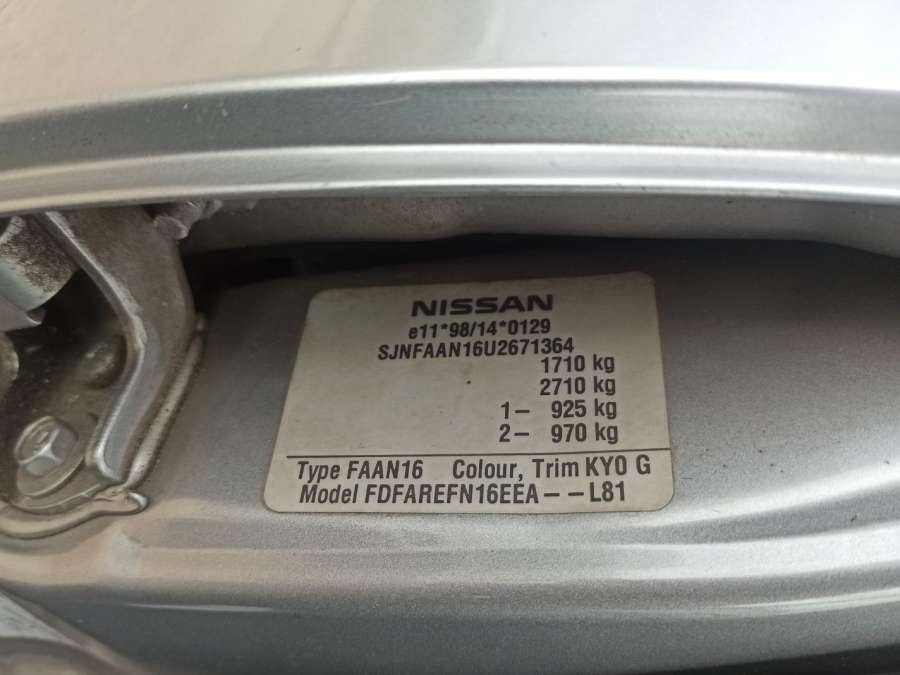 NISSAN
e11*98/14*0129
SJNFAAN16U2671364
1710 kg
2710 kg
1– 925 kg
2– 970 kg
Type FAAN16 Colour, Trim KY0 G
Model FDFAREFN16EEA––L81